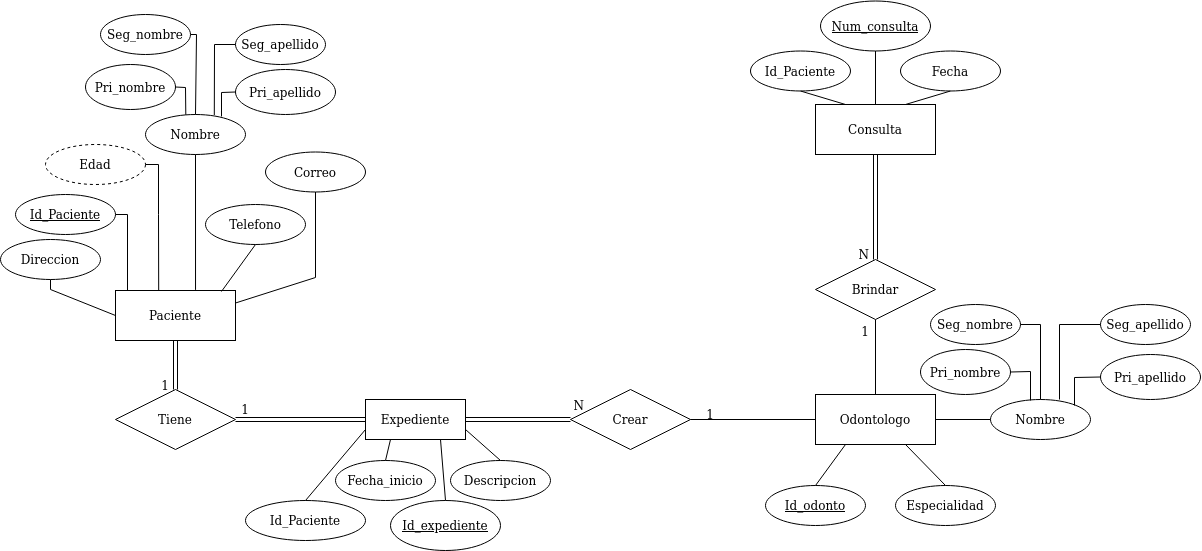 Num_consulta
Seg_nombre
Seg_apellido
Id_Paciente
Fecha
Pri_nombre
Pri_apellido
Nombre
Consulta
Edad
Correo
Id_Paciente
Telefono
Direccion
N
Brindar
Paciente
1
Seg_nombre
Seg_apellido
Pri_nombre
Pri_apellido
1
1
N
1
Tiene
Expediente
Crear
Odontologo
Nombre
Fecha_inicio
Descripcion
Id_Paciente
Id_expediente
Id_odonto
Especialidad